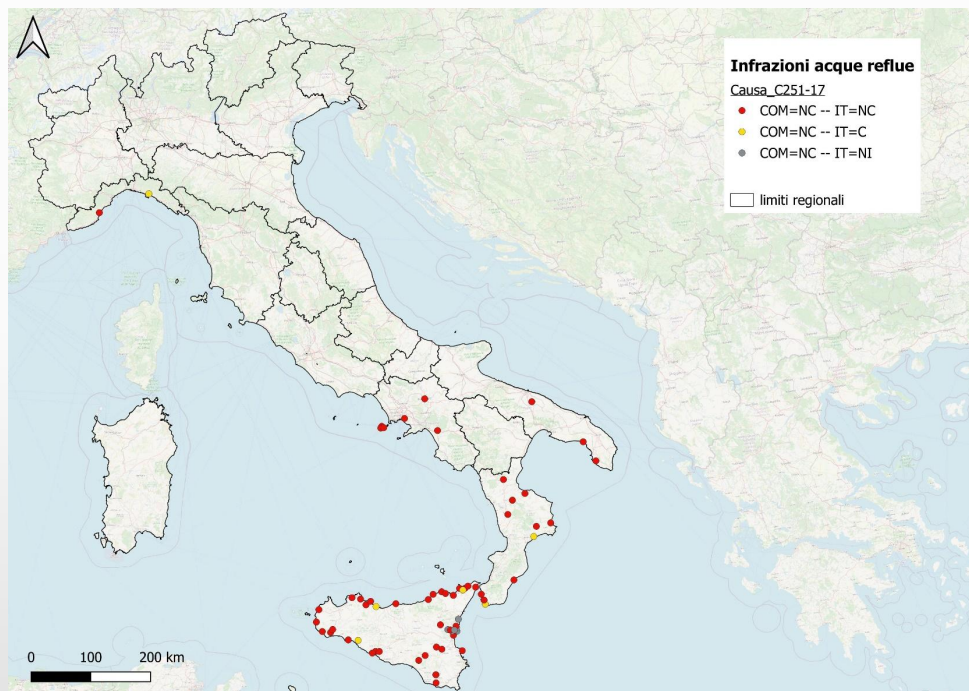 Infrazioni acque reflue
Causa_C251-17
COM=NC -- IT=NC
COM=NC -- IT=C
COM=NC -- IT=NI
limiti regionali
0 100 200 km